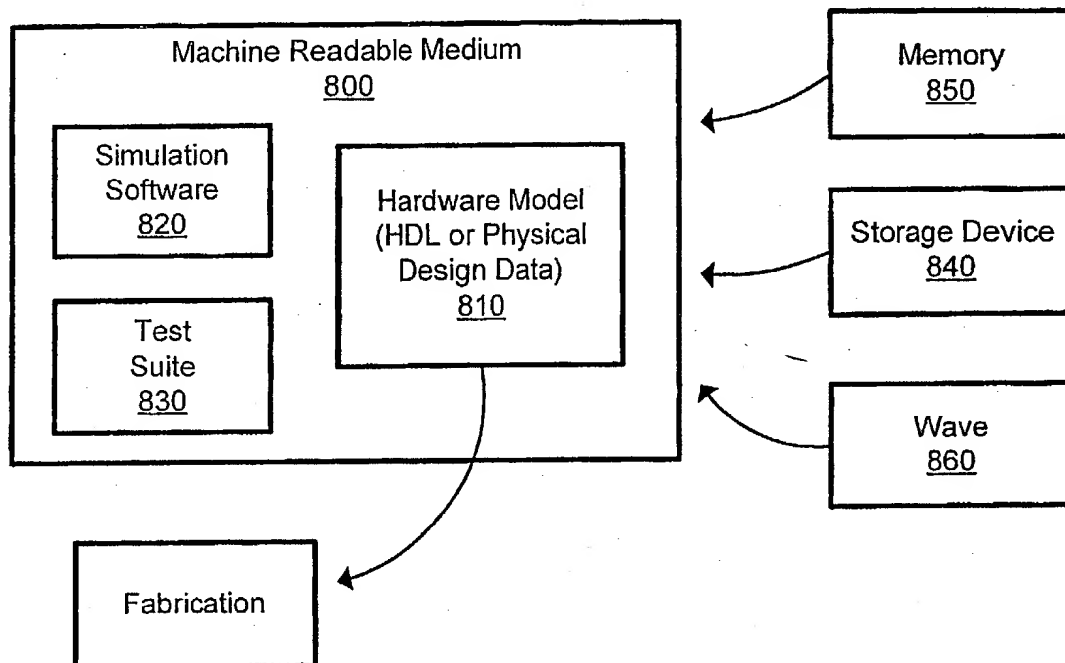 Machine Readable Medium
800
Simulation
Software
820
Test
Suite
830
Hardware Model
(HDL or Physical
Design Data)
810
Memory
850
Storage Device
840
Wave
860
Fabrication